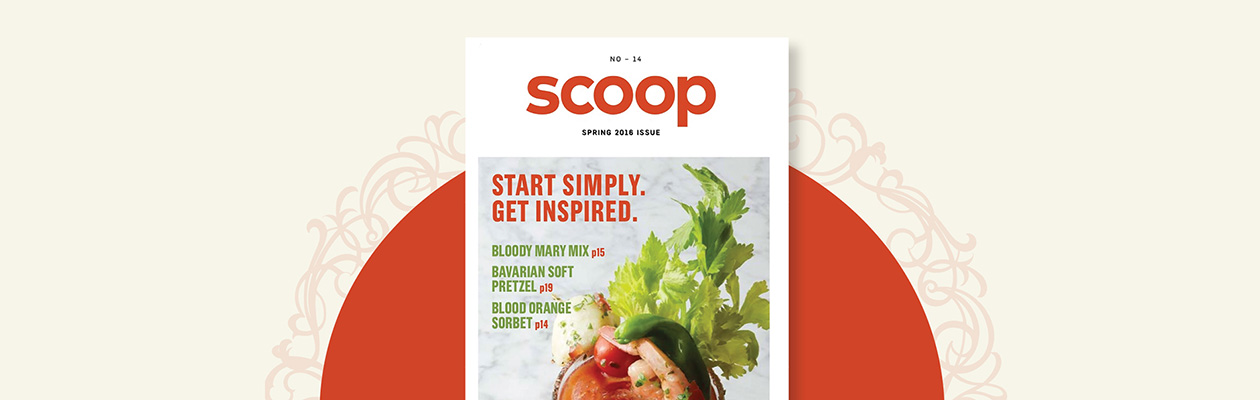 NO - 14
scoop
SPRING 2016 ISSUE
START SIMPLY.
GET INSPIRED.
BLOODY MARY MIX p15
BAVARIAN SOFT
PRETZEL p19
BLOOD ORANGE
SORBET p14